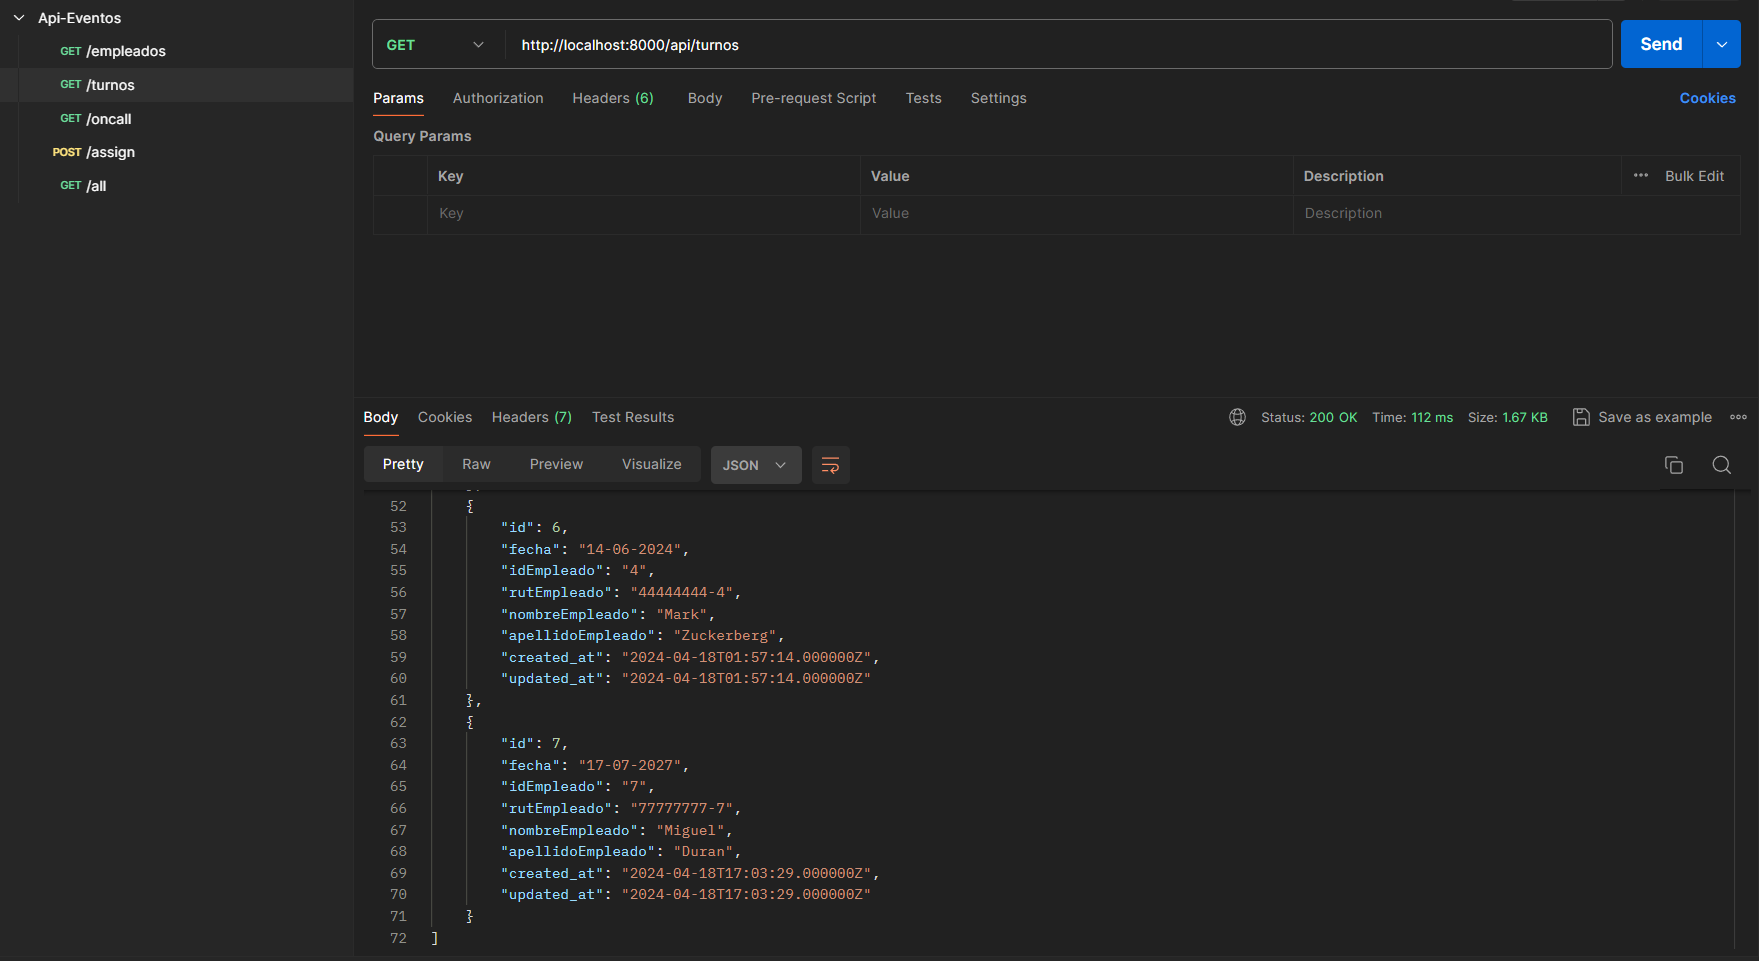 Api-Eventos
GET /empleados
GET /turnos
GET /oncall
POST /assign
GET /all
GET http://localhost:8000/api/turnos Send
Params Authorization Headers (6) Body Pre-request Script Tests Settings Cookies
Query Params
Key Value Description ••• Bulk Edit
Key Value Description
Body Cookies Headers (7) Test Results Status: 200 OK Time: 112 ms Size: 1.67 KB Save as example
Pretty Raw Preview Visualize JSON
52 {
53 "id": 6,
54 "fecha": "14-06-2024",
55 "idEmpleado": "4",
56 "rutEmpleado": "44444444-4",
57 "nombreEmpleado": "Mark",
58 "apellidoEmpleado": "Zuckerberg",
59 "created_at": "2024-04-18T01:57:14.000000Z",
60 "updated_at": "2024-04-18T01:57:14.000000Z"
61 },
62 {
63 "id": 7,
64 "fecha": "17-07-2027",
65 "idEmpleado": "7",
66 "rutEmpleado": "77777777-7",
67 "nombreEmpleado": "Miguel",
68 "apellidoEmpleado": "Duran",
69 "created_at": "2024-04-18T17:03:29.000000Z",
70 "updated_at": "2024-04-18T17:03:29.000000Z"
71 }
72 ]